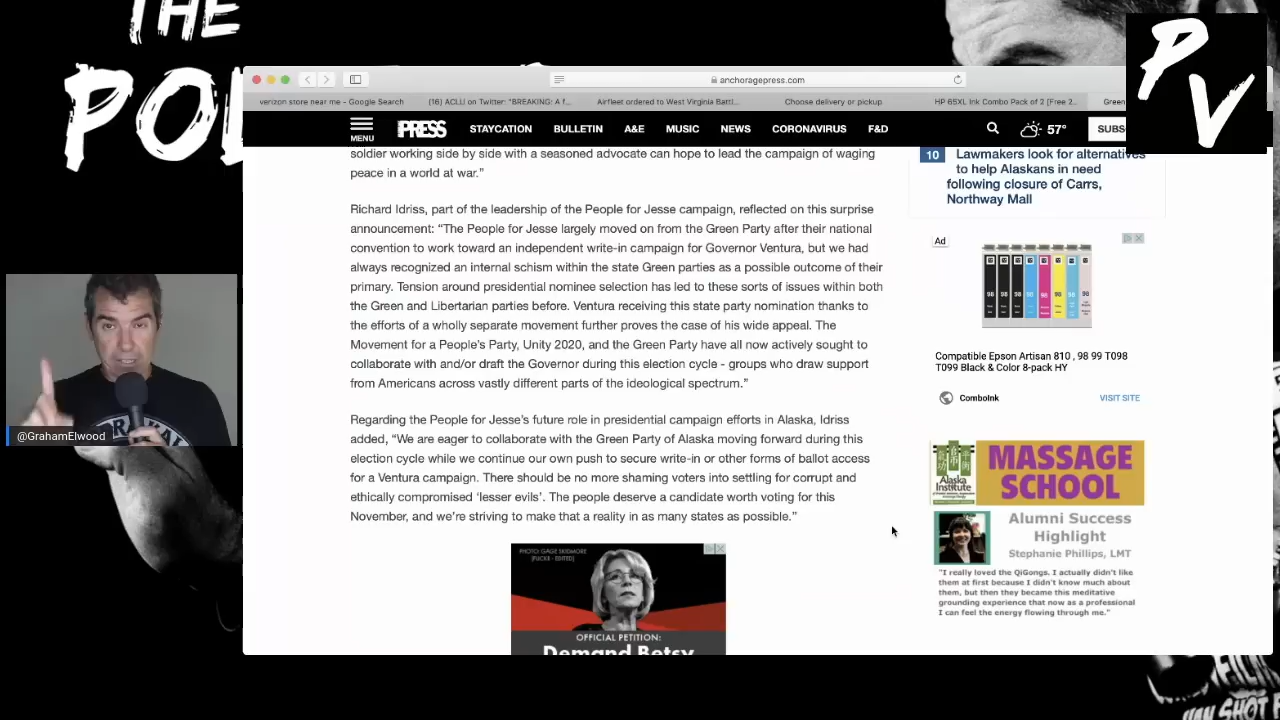 THE
PO
PV
anchoragepress.com
verizon store near me - Google Search
(16) ACLU on Twitter: "BREAKING: A f...
Airfleet ordered to West Virginia Battl...
Choose delivery or pickup
HP 65XL Ink Combo Pack of 2 [Free 2...
Green
MENU
PRESS
STAYCATION
BULLETIN
A&E
MUSIC
NEWS
CORONAVIRUS
F&D
57°
SUBS
soldier working side by side with a seasoned advocate can hope to lead the campaign of waging
peace in a world at war.”
Richard Idriss, part of the leadership of the People for Jesse campaign, reflected on this surprise
announcement: “The People for Jesse largely moved on from the Green Party after their national
convention to work toward an independent write-in campaign for Governor Ventura, but we had
always recognized an internal schism within the state Green parties as a possible outcome of their
primary. Tension around presidential nominee selection has led to these sorts of issues within both
the Green and Libertarian parties before. Ventura receiving this state party nomination thanks to
the efforts of a wholly separate movement further proves the case of his wide appeal. The
Movement for a People’s Party, Unity 2020, and the Green Party have all now actively sought to
collaborate with and/or draft the Governor during this election cycle - groups who draw support
from Americans across vastly different parts of the ideological spectrum.”
Regarding the People for Jesse’s future role in presidential campaign efforts in Alaska, Idriss
added, “We are eager to collaborate with the Green Party of Alaska moving forward during this
election cycle while we continue our own push to secure write-in or other forms of ballot access
for a Ventura campaign. There should be no more shaming voters into settling for corrupt and
ethically compromised ‘lesser evils’. The people deserve a candidate worth voting for this
November, and we’re striving to make that a reality in as many states as possible.”
PHOTO: GAGE SKIDMORE
[FLICKR - EDITED]
OFFICIAL PETITION:
Demand Betsy
10
Lawmakers look for alternatives
to help Alaskans in need
following closure of Carrs,
Northway Mall
Ad
98
98
98
98
98
98
98
Compatible Epson Artisan 810 , 98 99 T098
T099 Black & Color 8-pack HY
ComboInk
VISIT SITE
Alaska
Institute
MASSAGE
SCHOOL
Alumni Success
Highlight
Stephanie Phillips, LMT
"I really loved the QiGongs. I actually didn't like
them at first because I didn't know much about
them, but then they became this meditative
grounding experience that now as a professional
I can feel the energy flowing through me."
@GrahamElwood